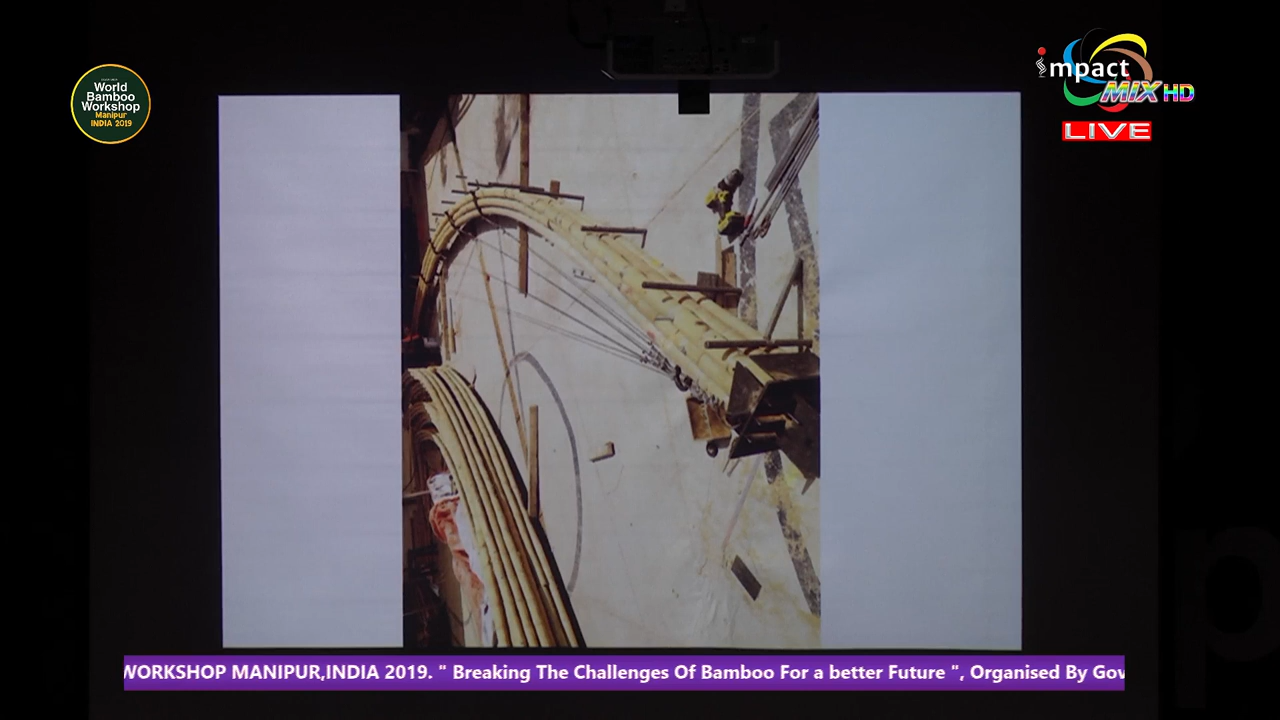 World
Bamboo
Workshop
Manipur
INDIA 2019
impact
MIX HD
LIVE
WORKSHOP MANIPUR,INDIA 2019. " Breaking The Challenges Of Bamboo For a better Future ", Organised By Gov